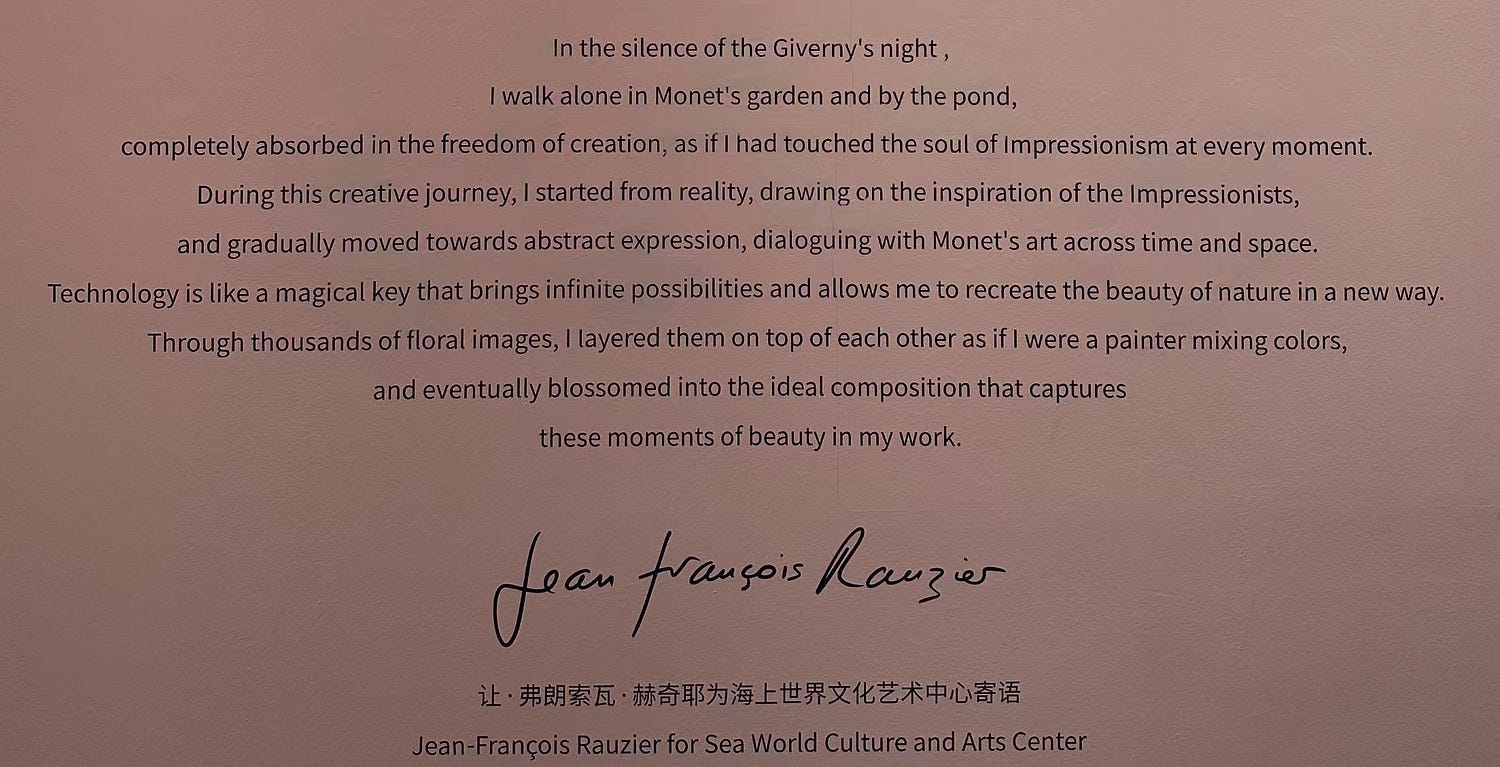 In the silence of the Giverny's night ,
I walk alone in Monet's garden and by the pond,
completely absorbed in the freedom of creation, as if I had touched the soul of Impressionism at every moment.
During this creative journey, I started from reality, drawing on the inspiration of the Impressionists,
and gradually moved towards abstract expression, dialoguing with Monet's art across time and space.
Technology is like a magical key that brings infinite possibilities and allows me to recreate the beauty of nature in a new way.
Through thousands of floral images, I layered them on top of each other as if I were a painter mixing colors,
and eventually blossomed into the ideal composition that captures
these moments of beauty in my work.
Jean François Rauzier
让·弗朗索瓦·赫奇耶为海上世界文化艺术中心寄语
Jean-François Rauzier for Sea World Culture and Arts Center